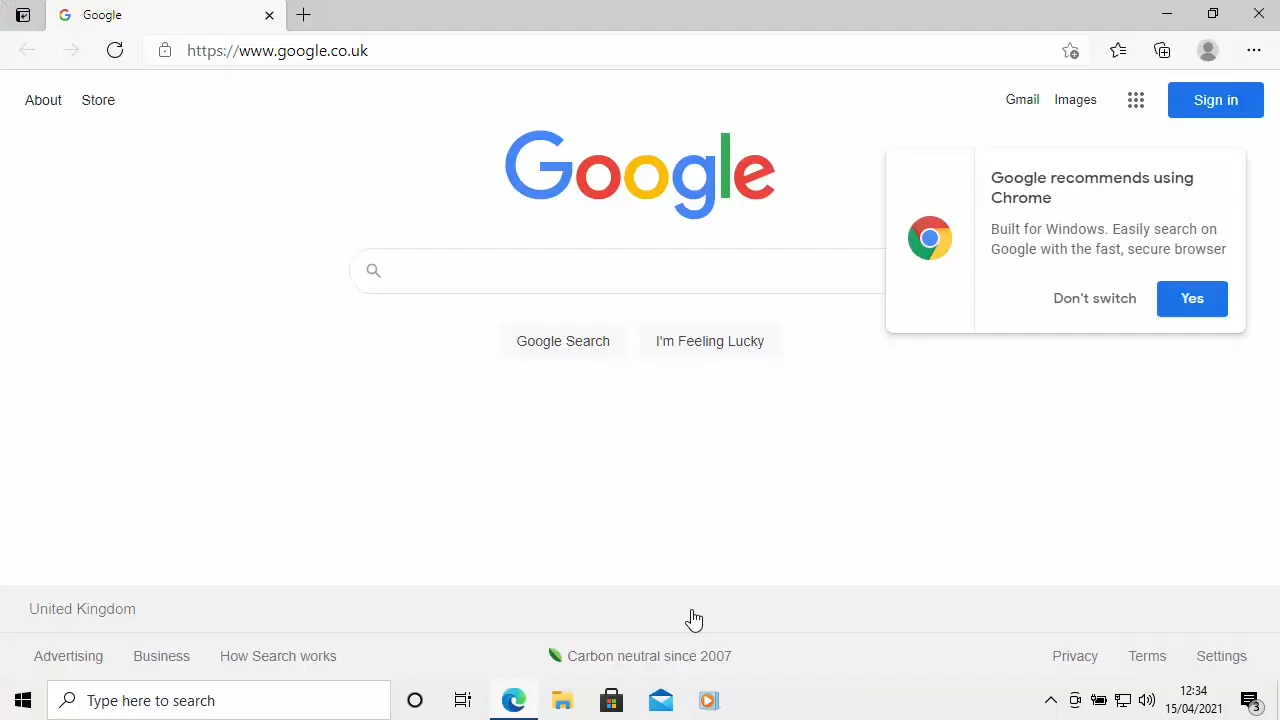 Google
https://www.google.co.uk
About Store
Gmail Images Sign in
Google
Google recommends using
Chrome
Built for Windows. Easily search on
Google with the fast, secure browser
Don't switch Yes
Google Search I'm Feeling Lucky
United Kingdom
Advertising Business How Search works Carbon neutral since 2007 Privacy Terms Settings
Type here to search
12:34
15/04/2021
3